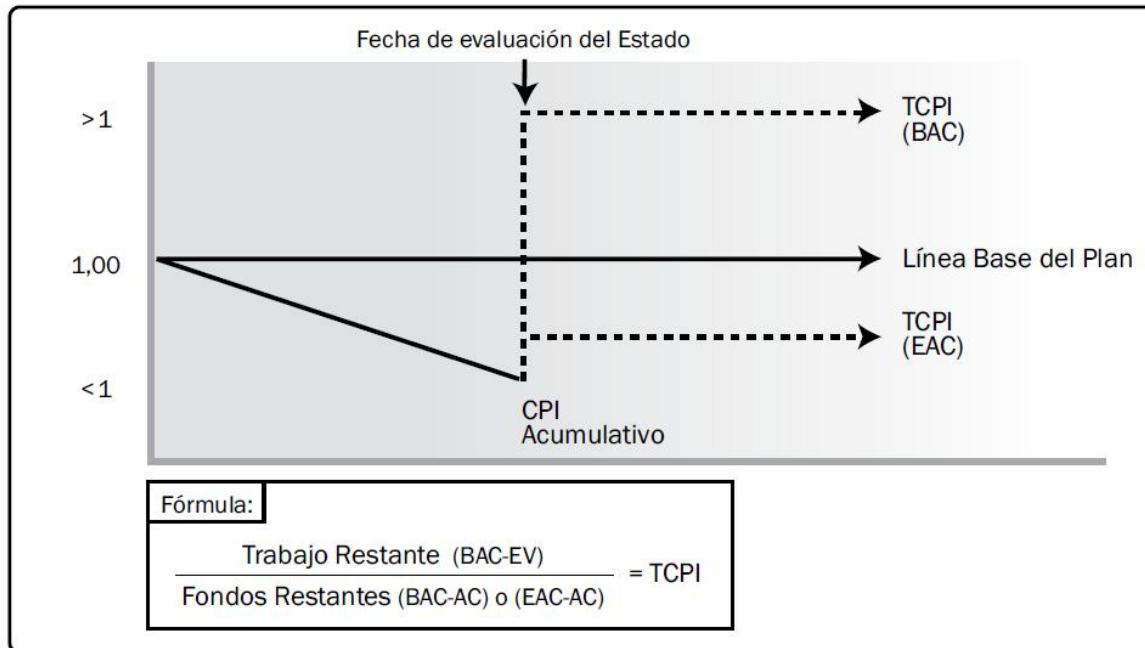 Fecha de evaluación del Estado
>1
TCPI
(BAC)
1,00
Línea Base del Plan
TCPI
(EAC)
<1
CPI
Acumulativo
Fórmula:
Trabajo Restante (BAC-EV)
= TCPI
Fondos Restantes (BAC-AC) o (EAC-AC)